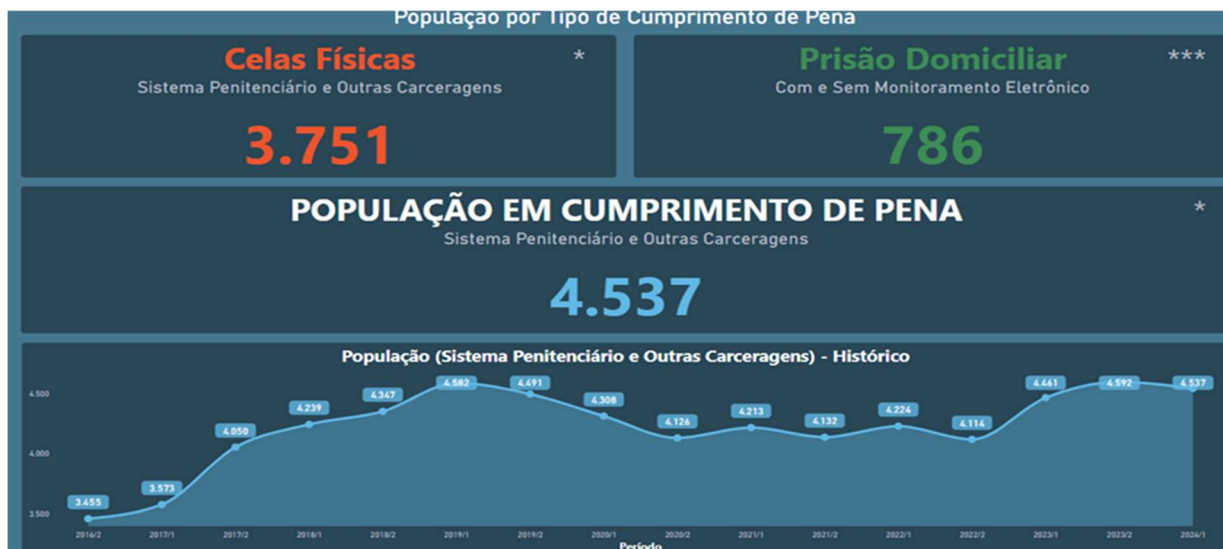 População por Tipo de Cumprimento de Pena
Celas Físicas *
Sistema Penitenciário e Outras Carceragens
3.751
Prisão Domiciliar ***
Com e Sem Monitoramento Eletrônico
786
POPULAÇÃO EM CUMPRIMENTO DE PENA *
Sistema Penitenciário e Outras Carceragens
4.537
População (Sistema Penitenciário e Outras Carceragens) - Histórico
4.500
4.000
3.500
3.455
3.573
4.050
4.239
4.347
4.582
4.491
4.308
4.126
4.213
4.132
4.224
4.114
4.461
4.592
4.537
2016/2 2017/1 2017/2 2018/1 2018/2 2019/1 2019/2 2020/1 2020/2 2021/1 2021/2 2022/1 2022/2 2023/1 2023/2 2024/1
Período